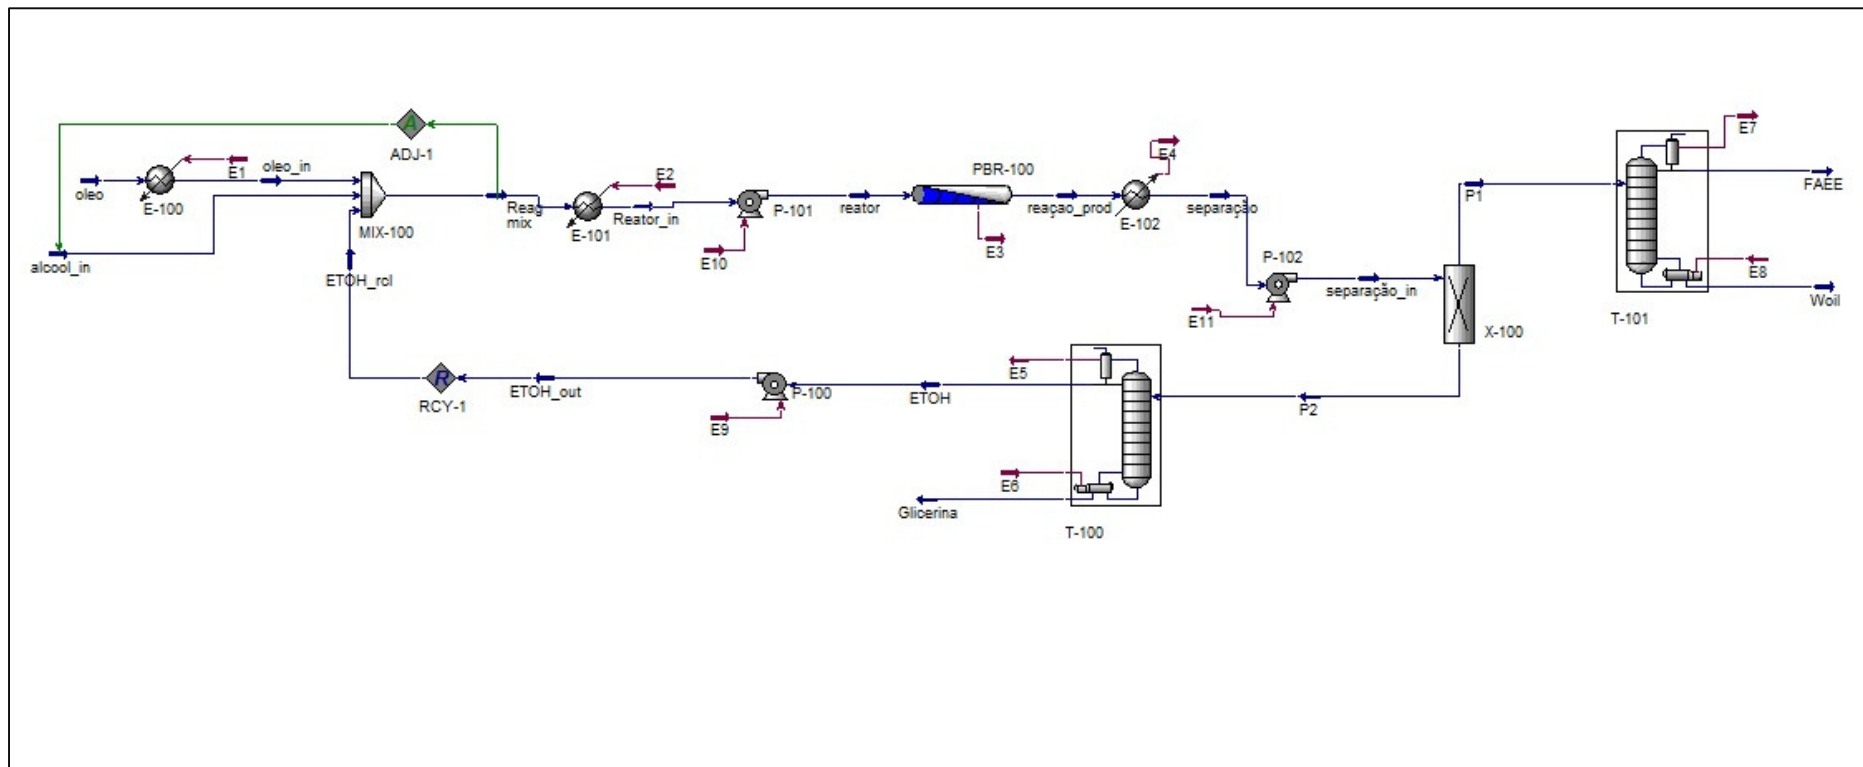 A
ADJ-1
oleo
E-100
E1
oleo_in
alcool_in
MIX-100
ETOH_rcl
Reag
mix
E-101
E2
Reator_in
P-101
E10
reator
PBR-100
E3
reaçao_prod
E4
E-102
separação
P-102
E11
separação_in
X-100
P1
P2
T-101
E7
FAEE
E8
Woil
R
RCY-1
ETOH_out
P-100
E9
ETOH
E5
E6
Glicerina
T-100